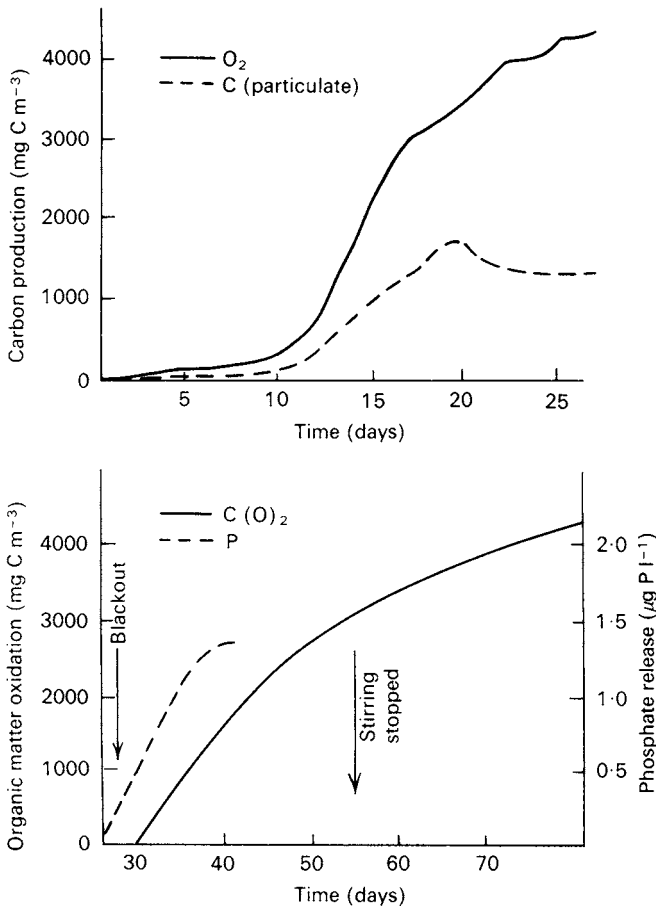 Carbon production (mg C m⁻³)
4000
3000
2000
1000
0
O₂
C (particulate)
5 10 15 20 25
Time (days)
Organic matter oxidation (mg C m⁻³)
4000
3000
2000
1000
0
C (O)₂
P
Blackout
Stirring
stopped
2·0
1·5
1·0
0·5
Phosphate release (μg P l⁻¹)
30 40 50 60 70
Time (days)